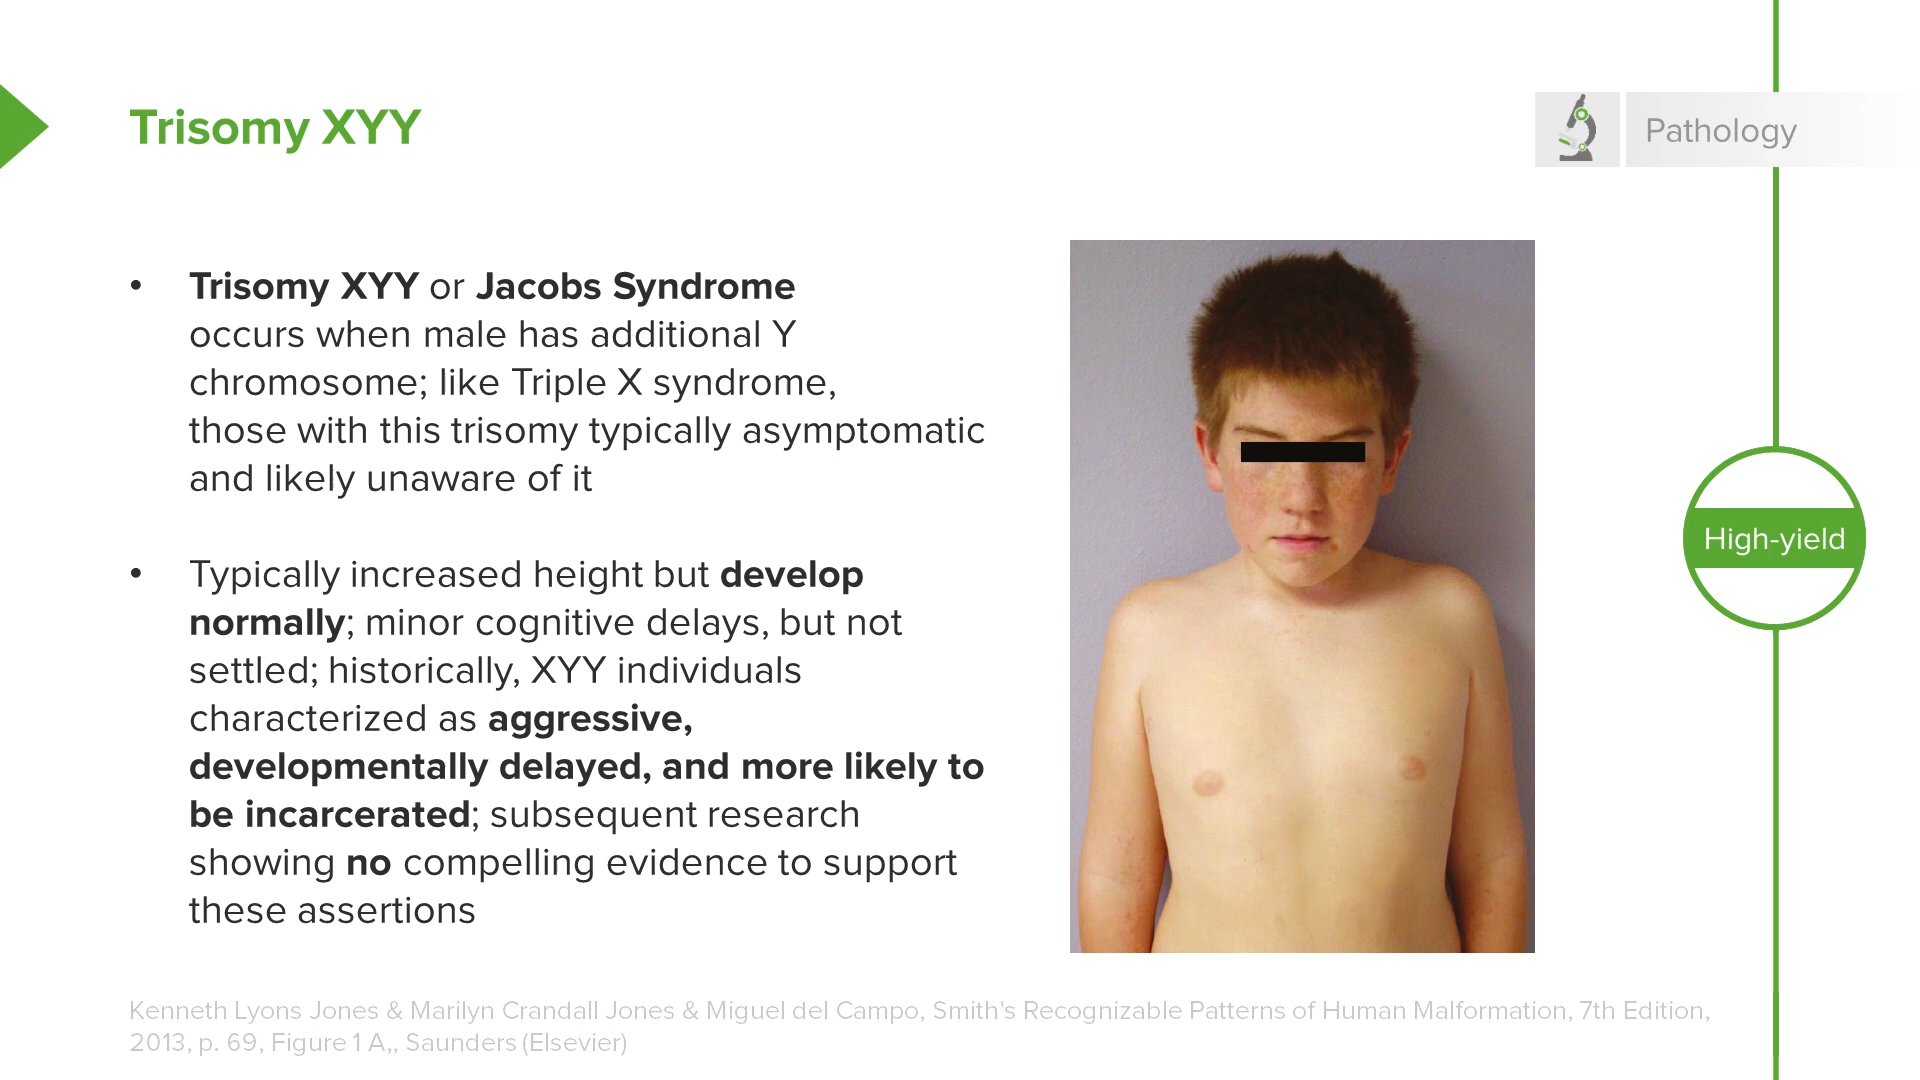 Trisomy XYY
Pathology
• Trisomy XYY or Jacobs Syndrome
occurs when male has additional Y
chromosome; like Triple X syndrome,
those with this trisomy typically asymptomatic
and likely unaware of it
• Typically increased height but develop
normally; minor cognitive delays, but not
settled; historically, XYY individuals
characterized as aggressive,
developmentally delayed, and more likely to
be incarcerated; subsequent research
showing no compelling evidence to support
these assertions
High-yield
Kenneth Lyons Jones & Marilyn Crandall Jones & Miguel del Campo, Smith's Recognizable Patterns of Human Malformation, 7th Edition,
2013, p. 69, Figure 1 A,, Saunders (Elsevier)